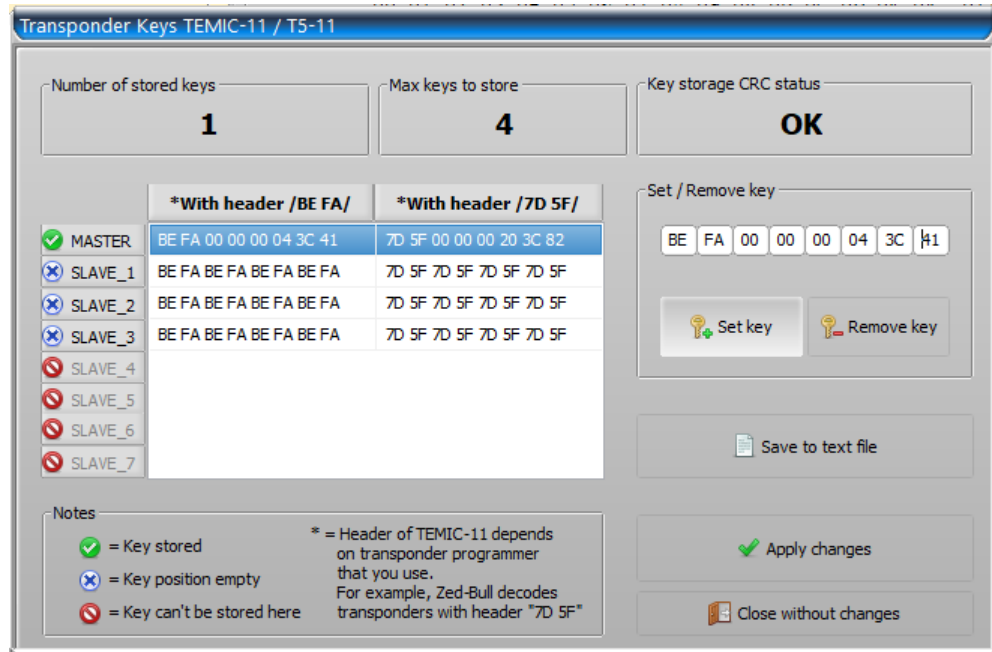 Transponder Keys TEMIC-11 / T5-11
Number of stored keys
1
Max keys to store
4
Key storage CRC status
OK
*With header /BE FA/ *With header /7D 5F/
MASTER BE FA 00 00 00 04 3C 41 7D 5F 00 00 00 20 3C 82
SLAVE_1 BE FA BE FA BE FA BE FA 7D 5F 7D 5F 7D 5F 7D 5F
SLAVE_2 BE FA BE FA BE FA BE FA 7D 5F 7D 5F 7D 5F 7D 5F
SLAVE_3 BE FA BE FA BE FA BE FA 7D 5F 7D 5F 7D 5F 7D 5F
SLAVE_4
SLAVE_5
SLAVE_6
SLAVE_7
Set / Remove key
BE FA 00 00 00 04 3C 41
Set key Remove key
Save to text file
Notes
= Key stored
= Key position empty
= Key can't be stored here
* = Header of TEMIC-11 depends
on transponder programmer
that you use.
For example, Zed-Bull decodes
transponders with header "7D 5F"
Apply changes
Close without changes